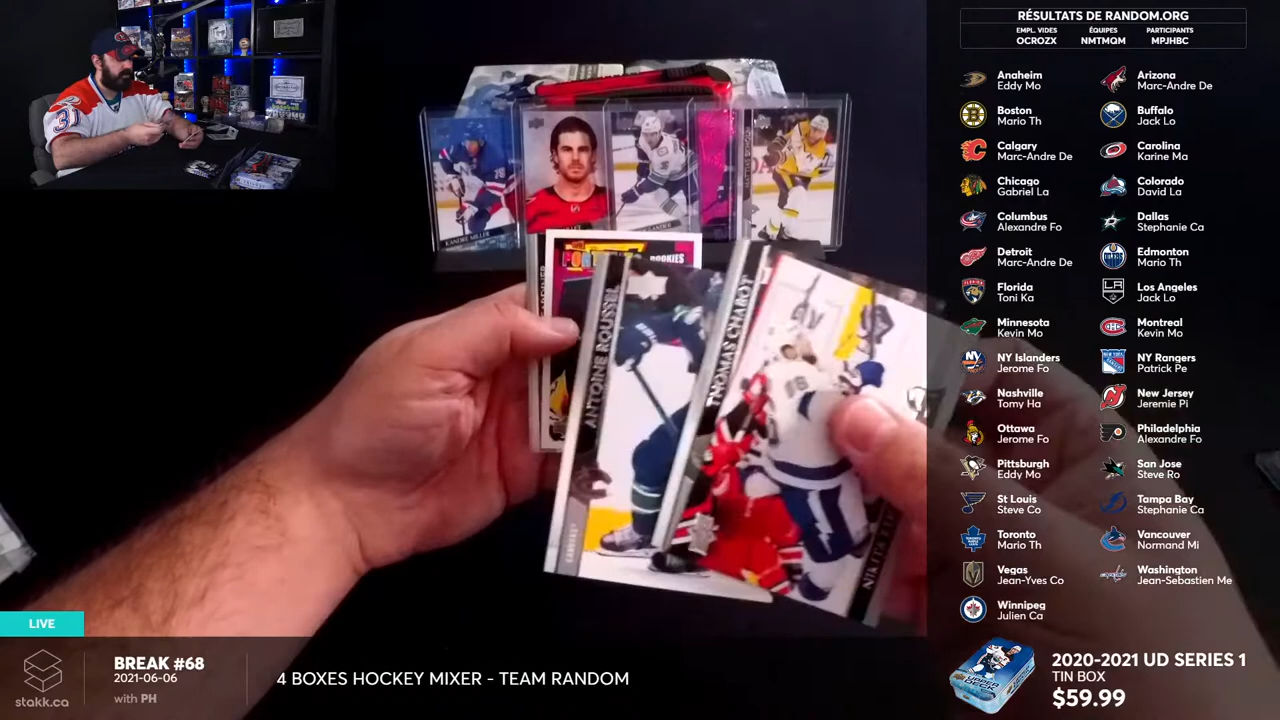 RÉSULTATS DE RANDOM.ORG
EMPL. VIDES ÉQUIPES PARTICIPANTS
OCROZX NMTMQM MPJHBC
Anaheim
Eddy Mo
Arizona
Marc-Andre De
Boston
Mario Th
Buffalo
Jack Lo
Calgary
Marc-Andre De
Carolina
Karine Ma
Chicago
Gabriel La
Colorado
David La
Columbus
Alexandre Fo
Dallas
Stephanie Ca
Detroit
Marc-Andre De
Edmonton
Mario Th
Florida
Toni Ka
Los Angeles
Jack Lo
Minnesota
Kevin Mo
Montreal
Kevin Mo
NY Islanders
Jerome Fo
NY Rangers
Patrick Pe
Nashville
Tomy Ha
New Jersey
Jeremie Pi
Ottawa
Jerome Fo
Philadelphia
Alexandre Fo
Pittsburgh
Eddy Mo
San Jose
Steve Ro
St Louis
Steve Co
Tampa Bay
Stephanie Ca
Toronto
Mario Th
Vancouver
Normand Mi
Vegas
Jean-Yves Co
Washington
Jean-Sebastien Me
Winnipeg
Julien Ca
31
KANDRE MILLER
ROOKIES
ANTOINE ROUSSEL
CANUCKS
THOMAS CHABOT
LIVE
stakk.ca
BREAK #68
2021-06-06
with PH
4 BOXES HOCKEY MIXER - TEAM RANDOM
2020-2021 UD SERIES 1
TIN BOX
$59.99